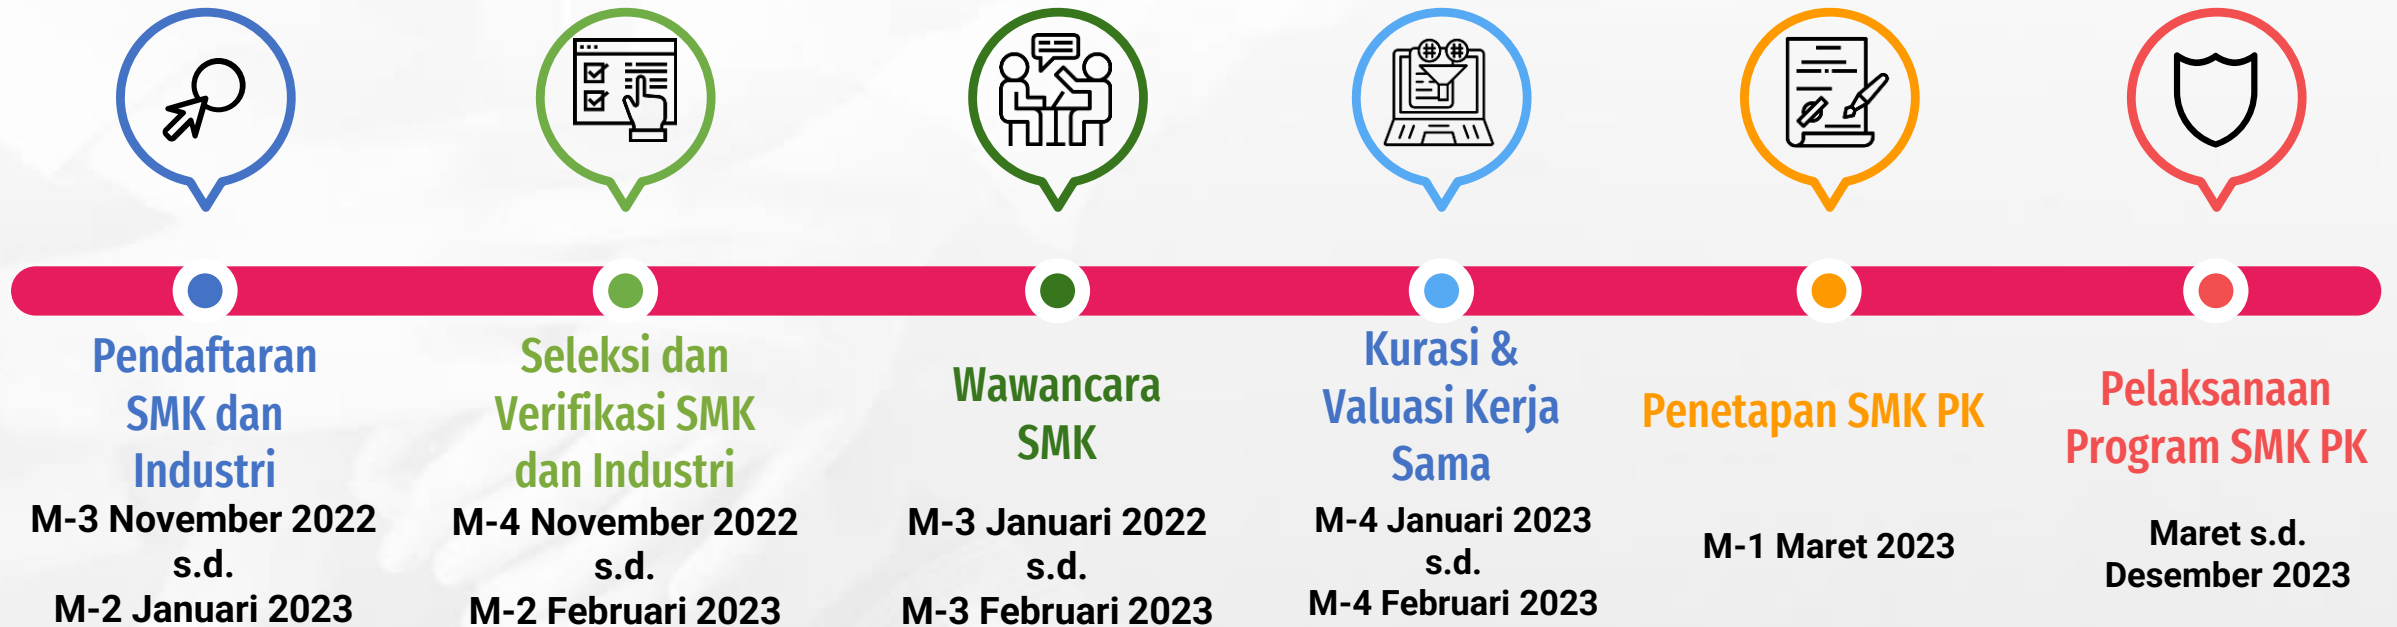 Pendaftaran
SMK dan
Industri
M-3 November 2022
s.d.
M-2 Januari 2023
Seleksi dan
Verifikasi SMK
dan Industri
M-4 November 2022
s.d.
M-2 Februari 2023
Wawancara
SMK
M-3 Januari 2022
s.d.
M-3 Februari 2023
Kurasi &
Valuasi Kerja
Sama
M-4 Januari 2023
s.d.
M-4 Februari 2023
Penetapan SMK PK
M-1 Maret 2023
Pelaksanaan
Program SMK PK
Maret s.d.
Desember 2023